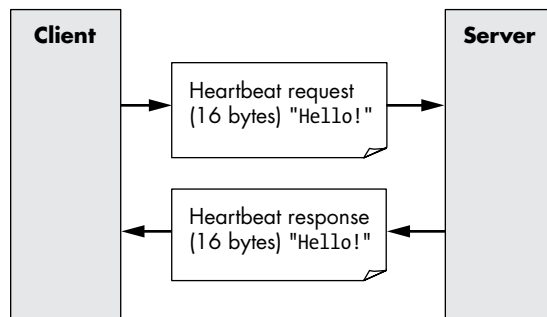 Client
Server
Heartbeat request
(16 bytes) "Hello!"
Heartbeat response
(16 bytes) "Hello!"